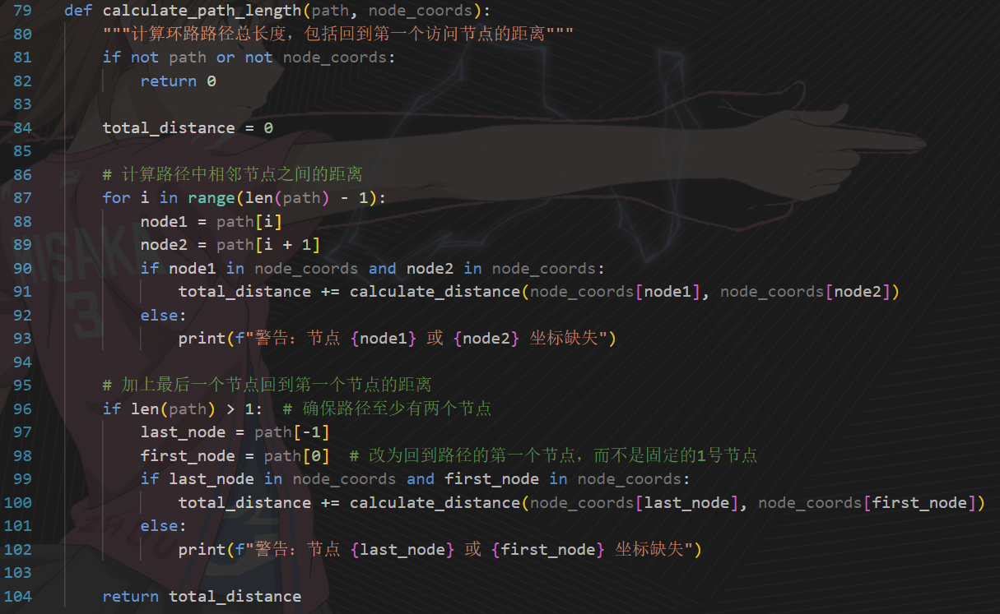 79 def calculate_path_length(path, node_coords):
80     """计算环路路径总长度，包括回到第一个访问节点的距离"""
81     if not path or not node_coords:
82         return 0
83
84     total_distance = 0
85
86     # 计算路径中相邻节点之间的距离
87     for i in range(len(path) - 1):
88         node1 = path[i]
89         node2 = path[i + 1]
90         if node1 in node_coords and node2 in node_coords:
91             total_distance += calculate_distance(node_coords[node1], node_coords[node2])
92         else:
93             print(f"警告：节点 {node1} 或 {node2} 坐标缺失")
94
95     # 加上最后一个节点回到第一个节点的距离
96     if len(path) > 1:  # 确保路径至少有两个节点
97         last_node = path[-1]
98         first_node = path[0]  # 改为回到路径的第一个节点，而不是固定的1号节点
99         if last_node in node_coords and first_node in node_coords:
100             total_distance += calculate_distance(node_coords[last_node], node_coords[first_node])
101         else:
102             print(f"警告：节点 {last_node} 或 {first_node} 坐标缺失")
103
104     return total_distance
MISAKA
3